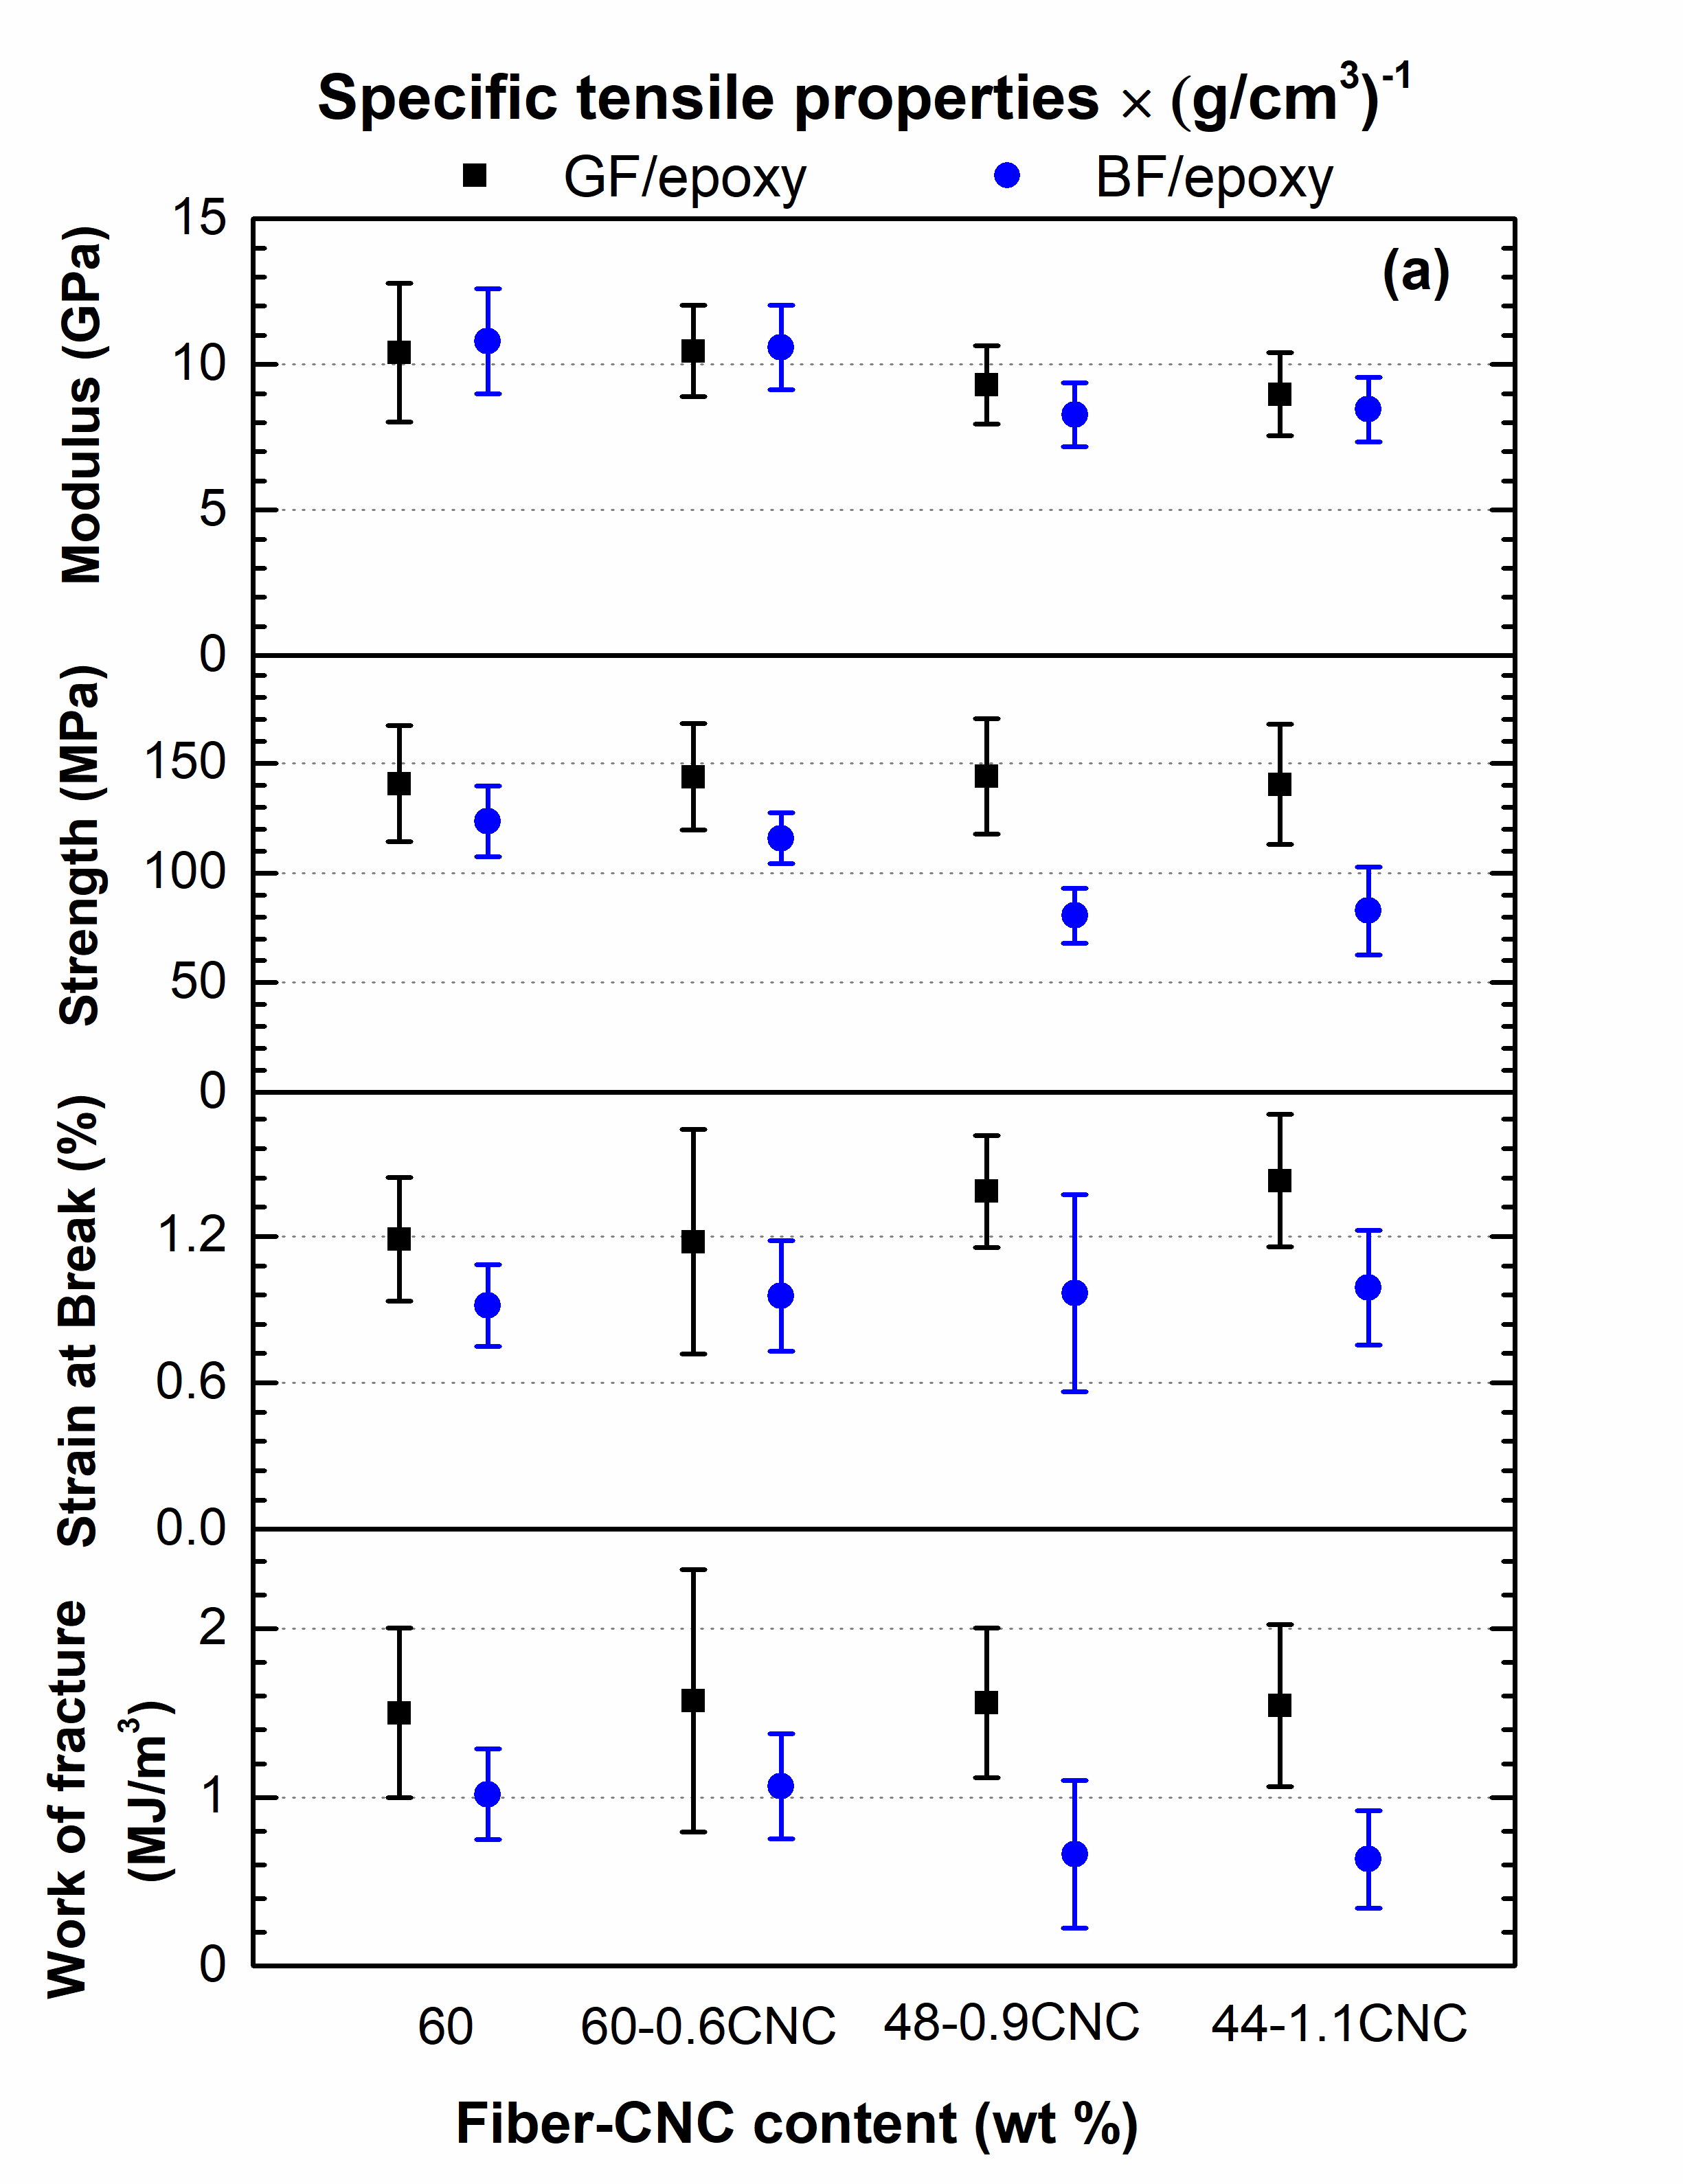 Specific tensile properties × (g/cm³)⁻¹
GF/epoxy BF/epoxy
(a)
Modulus (GPa)
15
10
5
0
Strength (MPa)
150
100
50
0
Strain at Break (%)
1.2
0.6
0.0
Work of fracture
(MJ/m³)
2
1
0
60 60-0.6CNC 48-0.9CNC 44-1.1CNC
Fiber-CNC content (wt %)